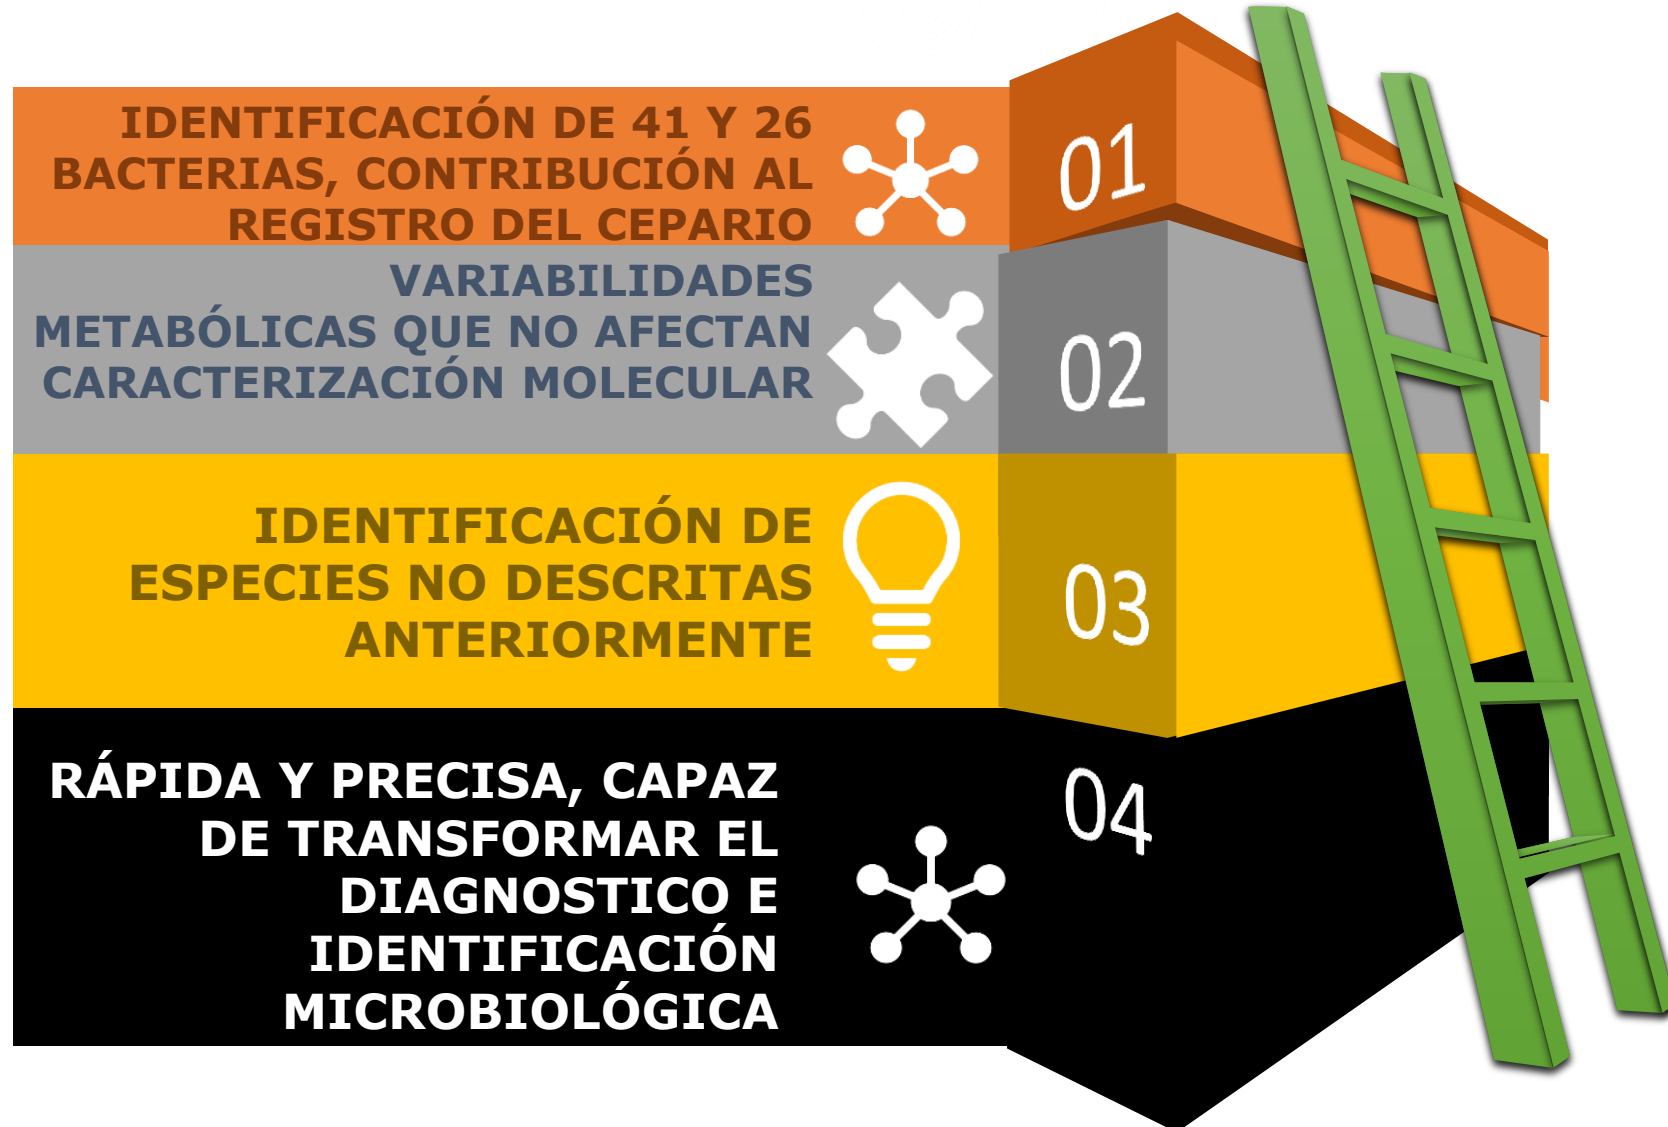 IDENTIFICACIÓN DE 41 Y 26
BACTERIAS, CONTRIBUCIÓN AL
REGISTRO DEL CEPARIO
01
VARIABILIDADES
METABÓLICAS QUE NO AFECTAN
CARACTERIZACIÓN MOLECULAR
02
IDENTIFICACIÓN DE
ESPECIES NO DESCRITAS
ANTERIORMENTE
03
RÁPIDA Y PRECISA, CAPAZ
DE TRANSFORMAR EL
DIAGNOSTICO E
IDENTIFICACIÓN
MICROBIOLÓGICA
04